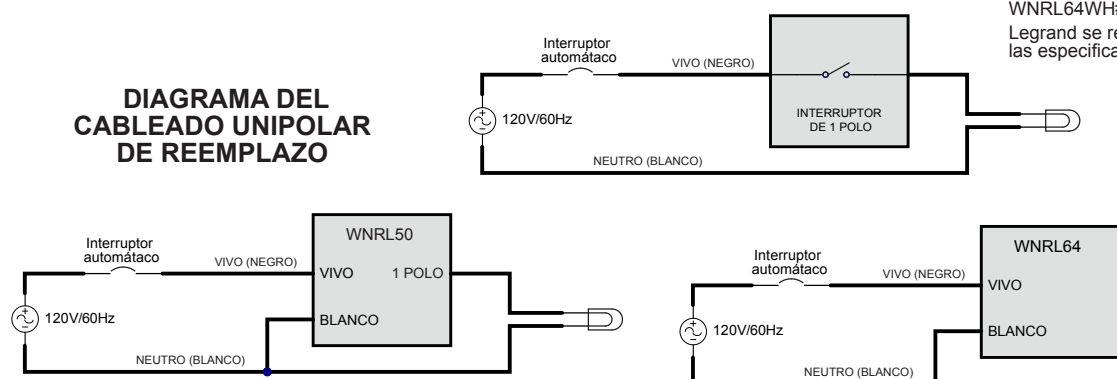 WNRL64WH
Legrand se re
las especifica
DIAGRAMA DEL
CABLEADO UNIPOLAR
DE REEMPLAZO
Interruptor
automátaco
VIVO (NEGRO)
120V/60Hz
INTERRUPTOR
DE 1 POLO
NEUTRO (BLANCO)
Interruptor
automátaco
VIVO (NEGRO)
WNRL50
VIVO 1 POLO
120V/60Hz
BLANCO
NEUTRO (BLANCO)
Interruptor
automátaco
VIVO (NEGRO)
WNRL64
VIVO
120V/60Hz
BLANCO
NEUTRO (BLANCO)